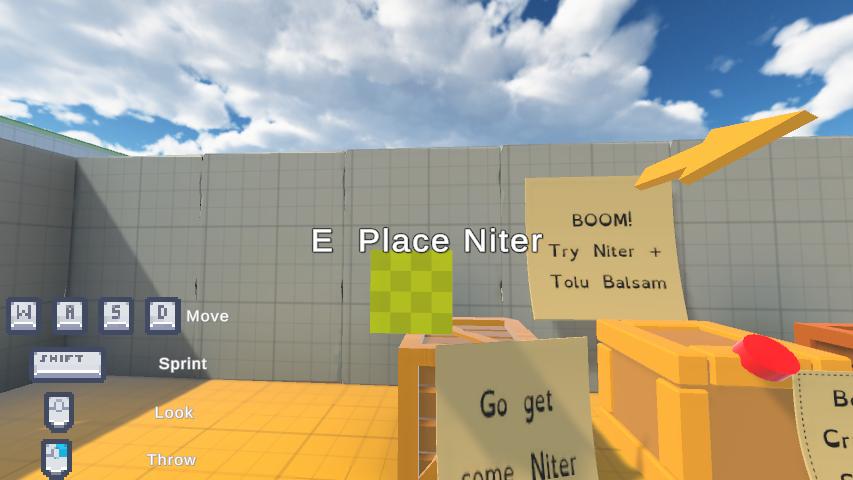 BOOM!
Try Niter +
Tolu Balsam
E Place Niter
W A S D Move
SHIFT Sprint
Look
Throw
Go get
some Niter